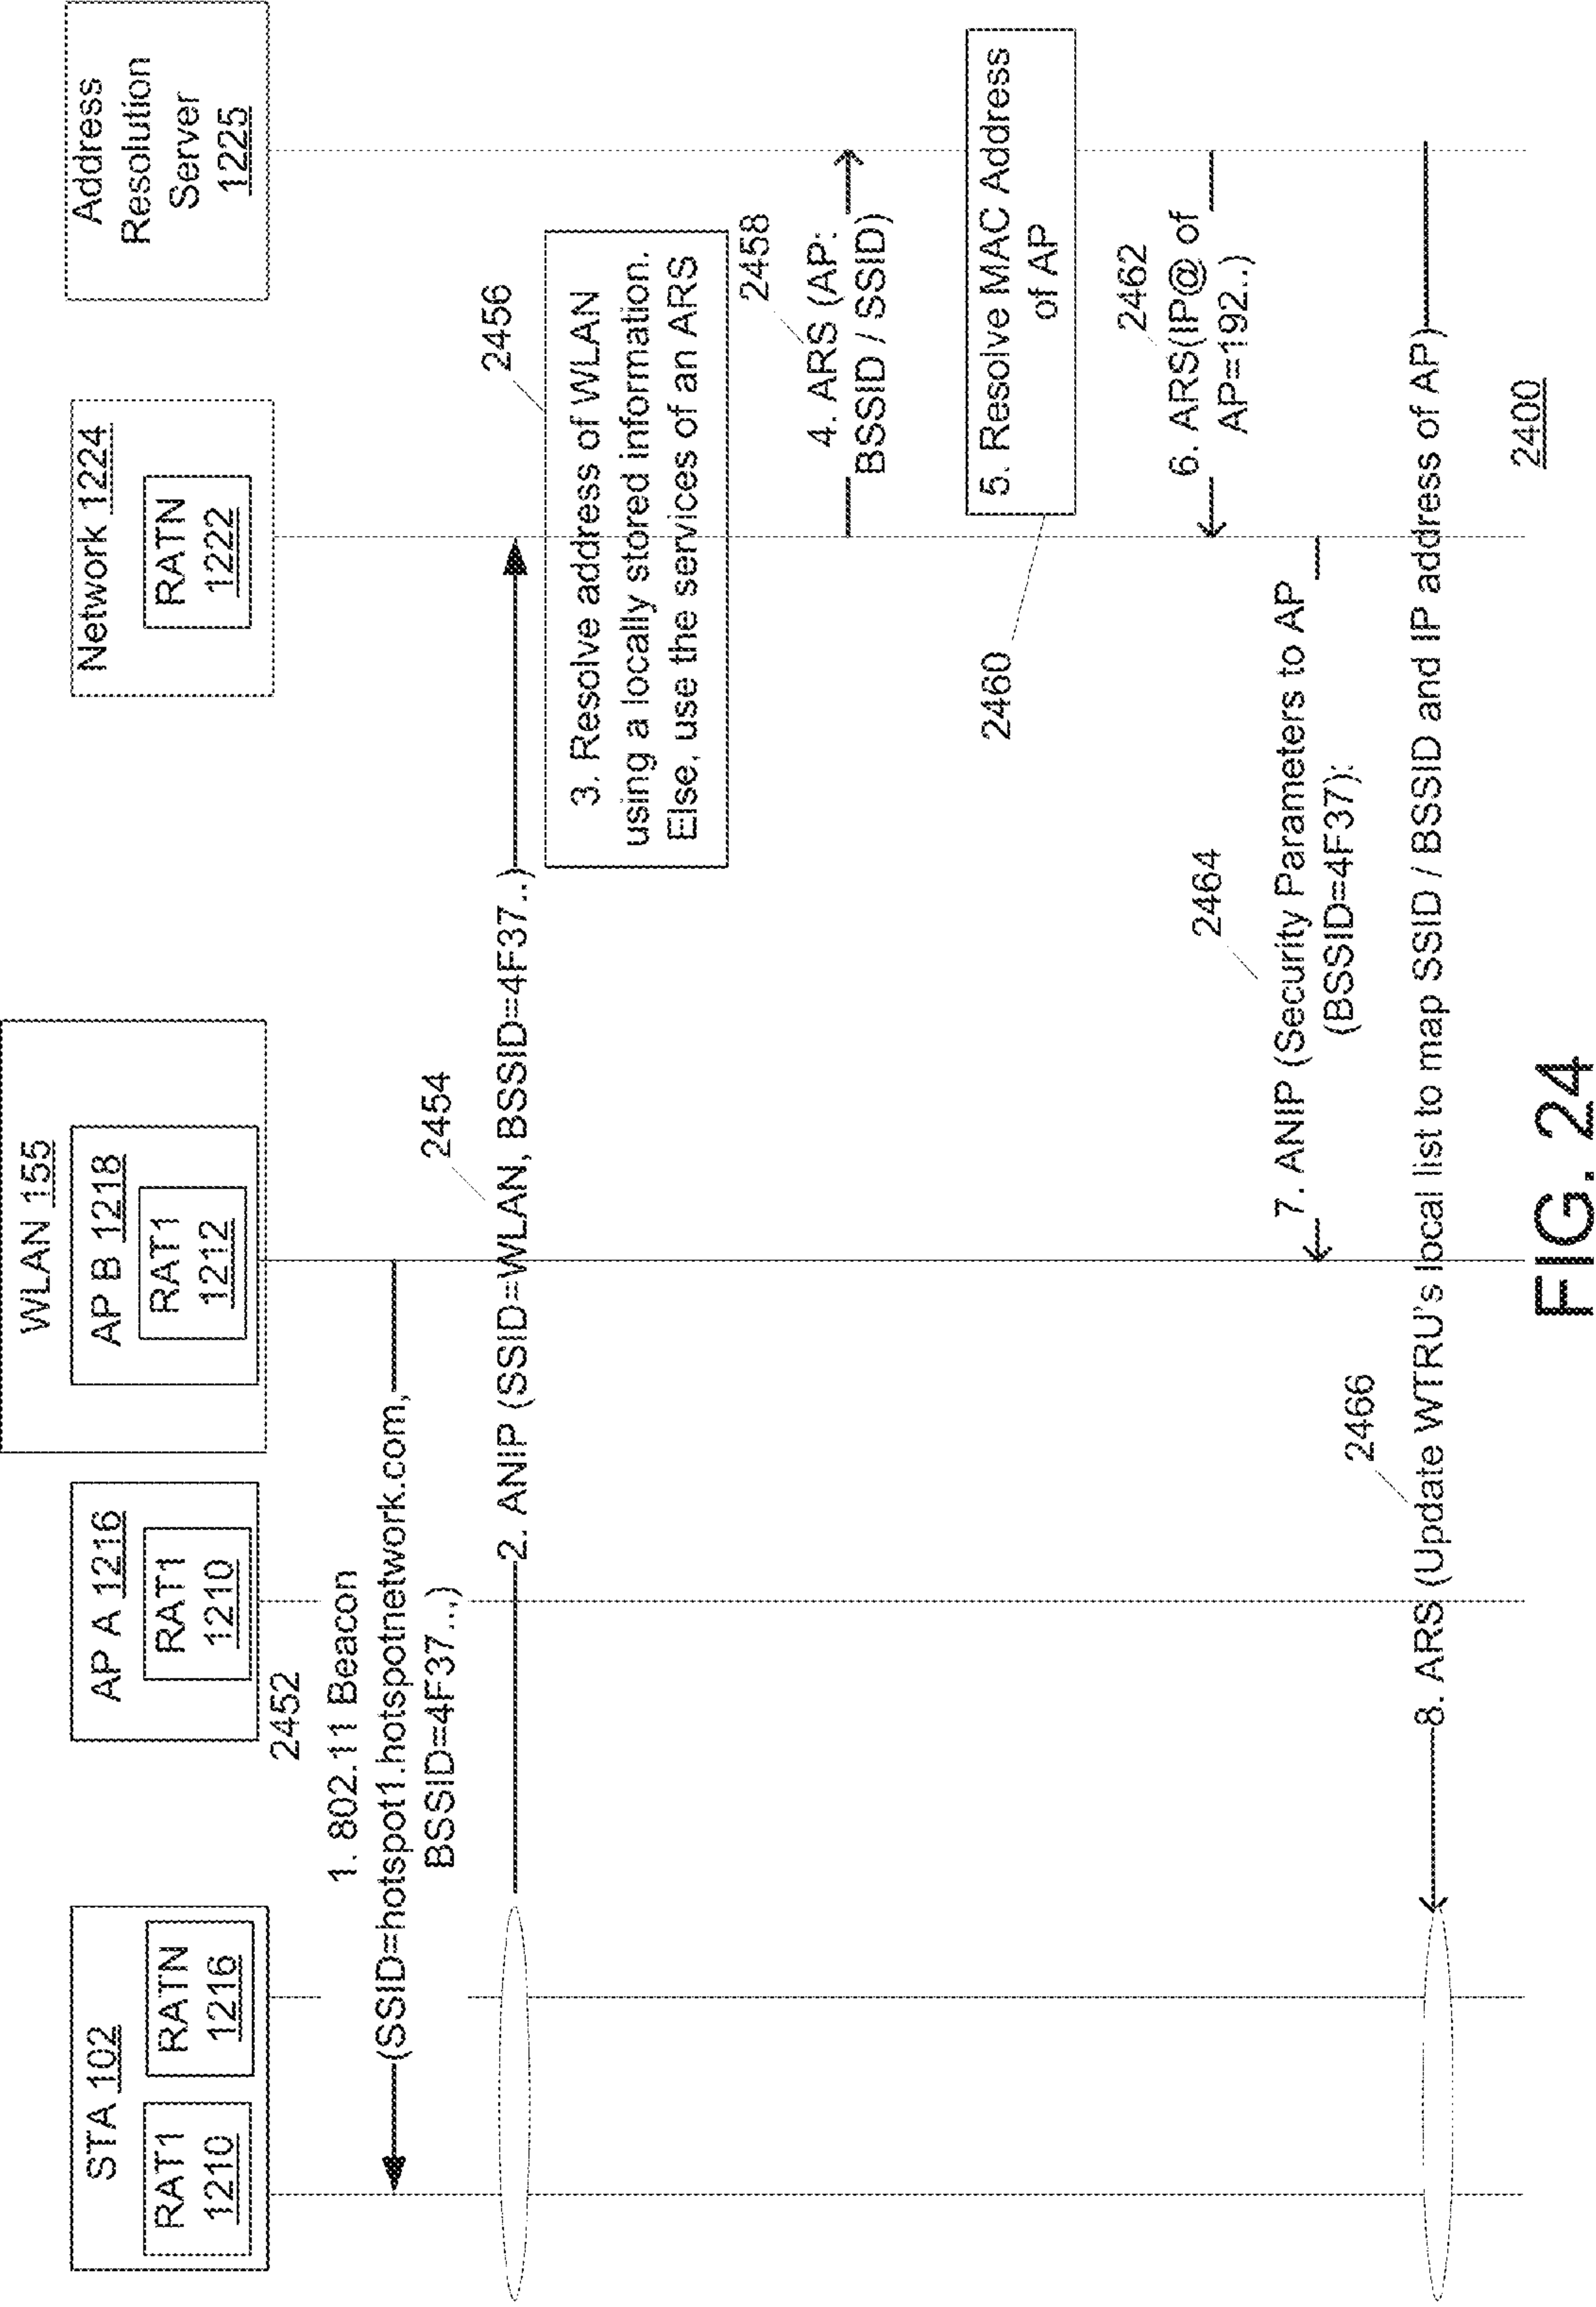 STA 102
RAT1
1210
RATN
1216
AP A 1216
RAT1
1210
WLAN 155
AP B 1218
RAT1
1212
Network 1224
RATN
1222
Address
Resolution
Server
1225
2452
1. 802.11 Beacon
(SSID=hotspot1.hotspotnetwork.com,
BSSID=4F37..,)
2454
2. ANIP (SSID=WLAN, BSSID=4F37..)
2456
3. Resolve address of WLAN
using a locally stored information.
Else, use the services of an ARS
2458
4. ARS (AP:
BSSID / SSID)
5. Resolve MAC Address
of AP
2460
2462
6. ARS(IP@ of
AP=192..)
2464
7. ANIP (Security Parameters to AP
(BSSID=4F37):
2466
8. ARS (Update WTRU's local list to map SSID / BSSID and IP address of AP)
2400
FIG. 24